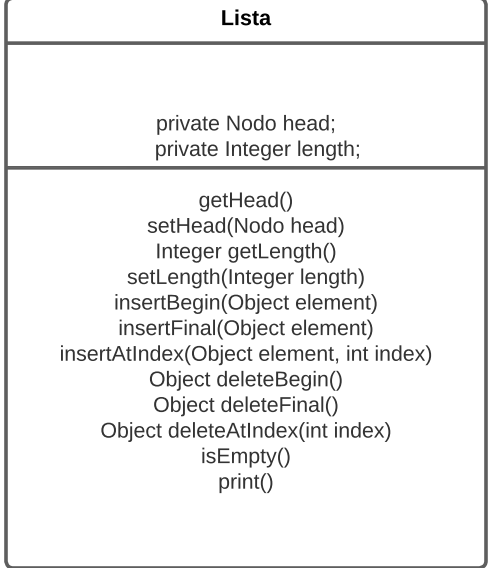 Lista
private Nodo head;
private Integer length;
getHead()
setHead(Nodo head)
Integer getLength()
setLength(Integer length)
insertBegin(Object element)
insertFinal(Object element)
insertAtIndex(Object element, int index)
Object deleteBegin()
Object deleteFinal()
Object deleteAtIndex(int index)
isEmpty()
print()